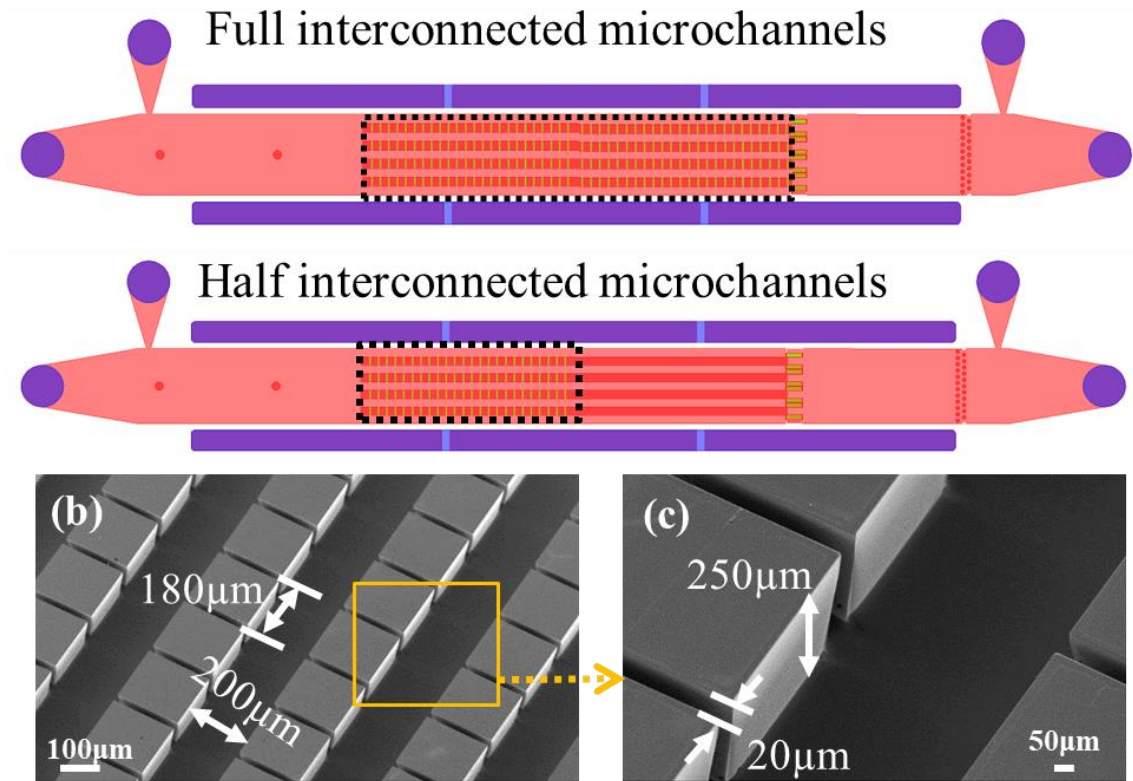 Full interconnected microchannels
Half interconnected microchannels
(b)
180μm
200μm
100μm
(c)
250μm
20μm
50μm